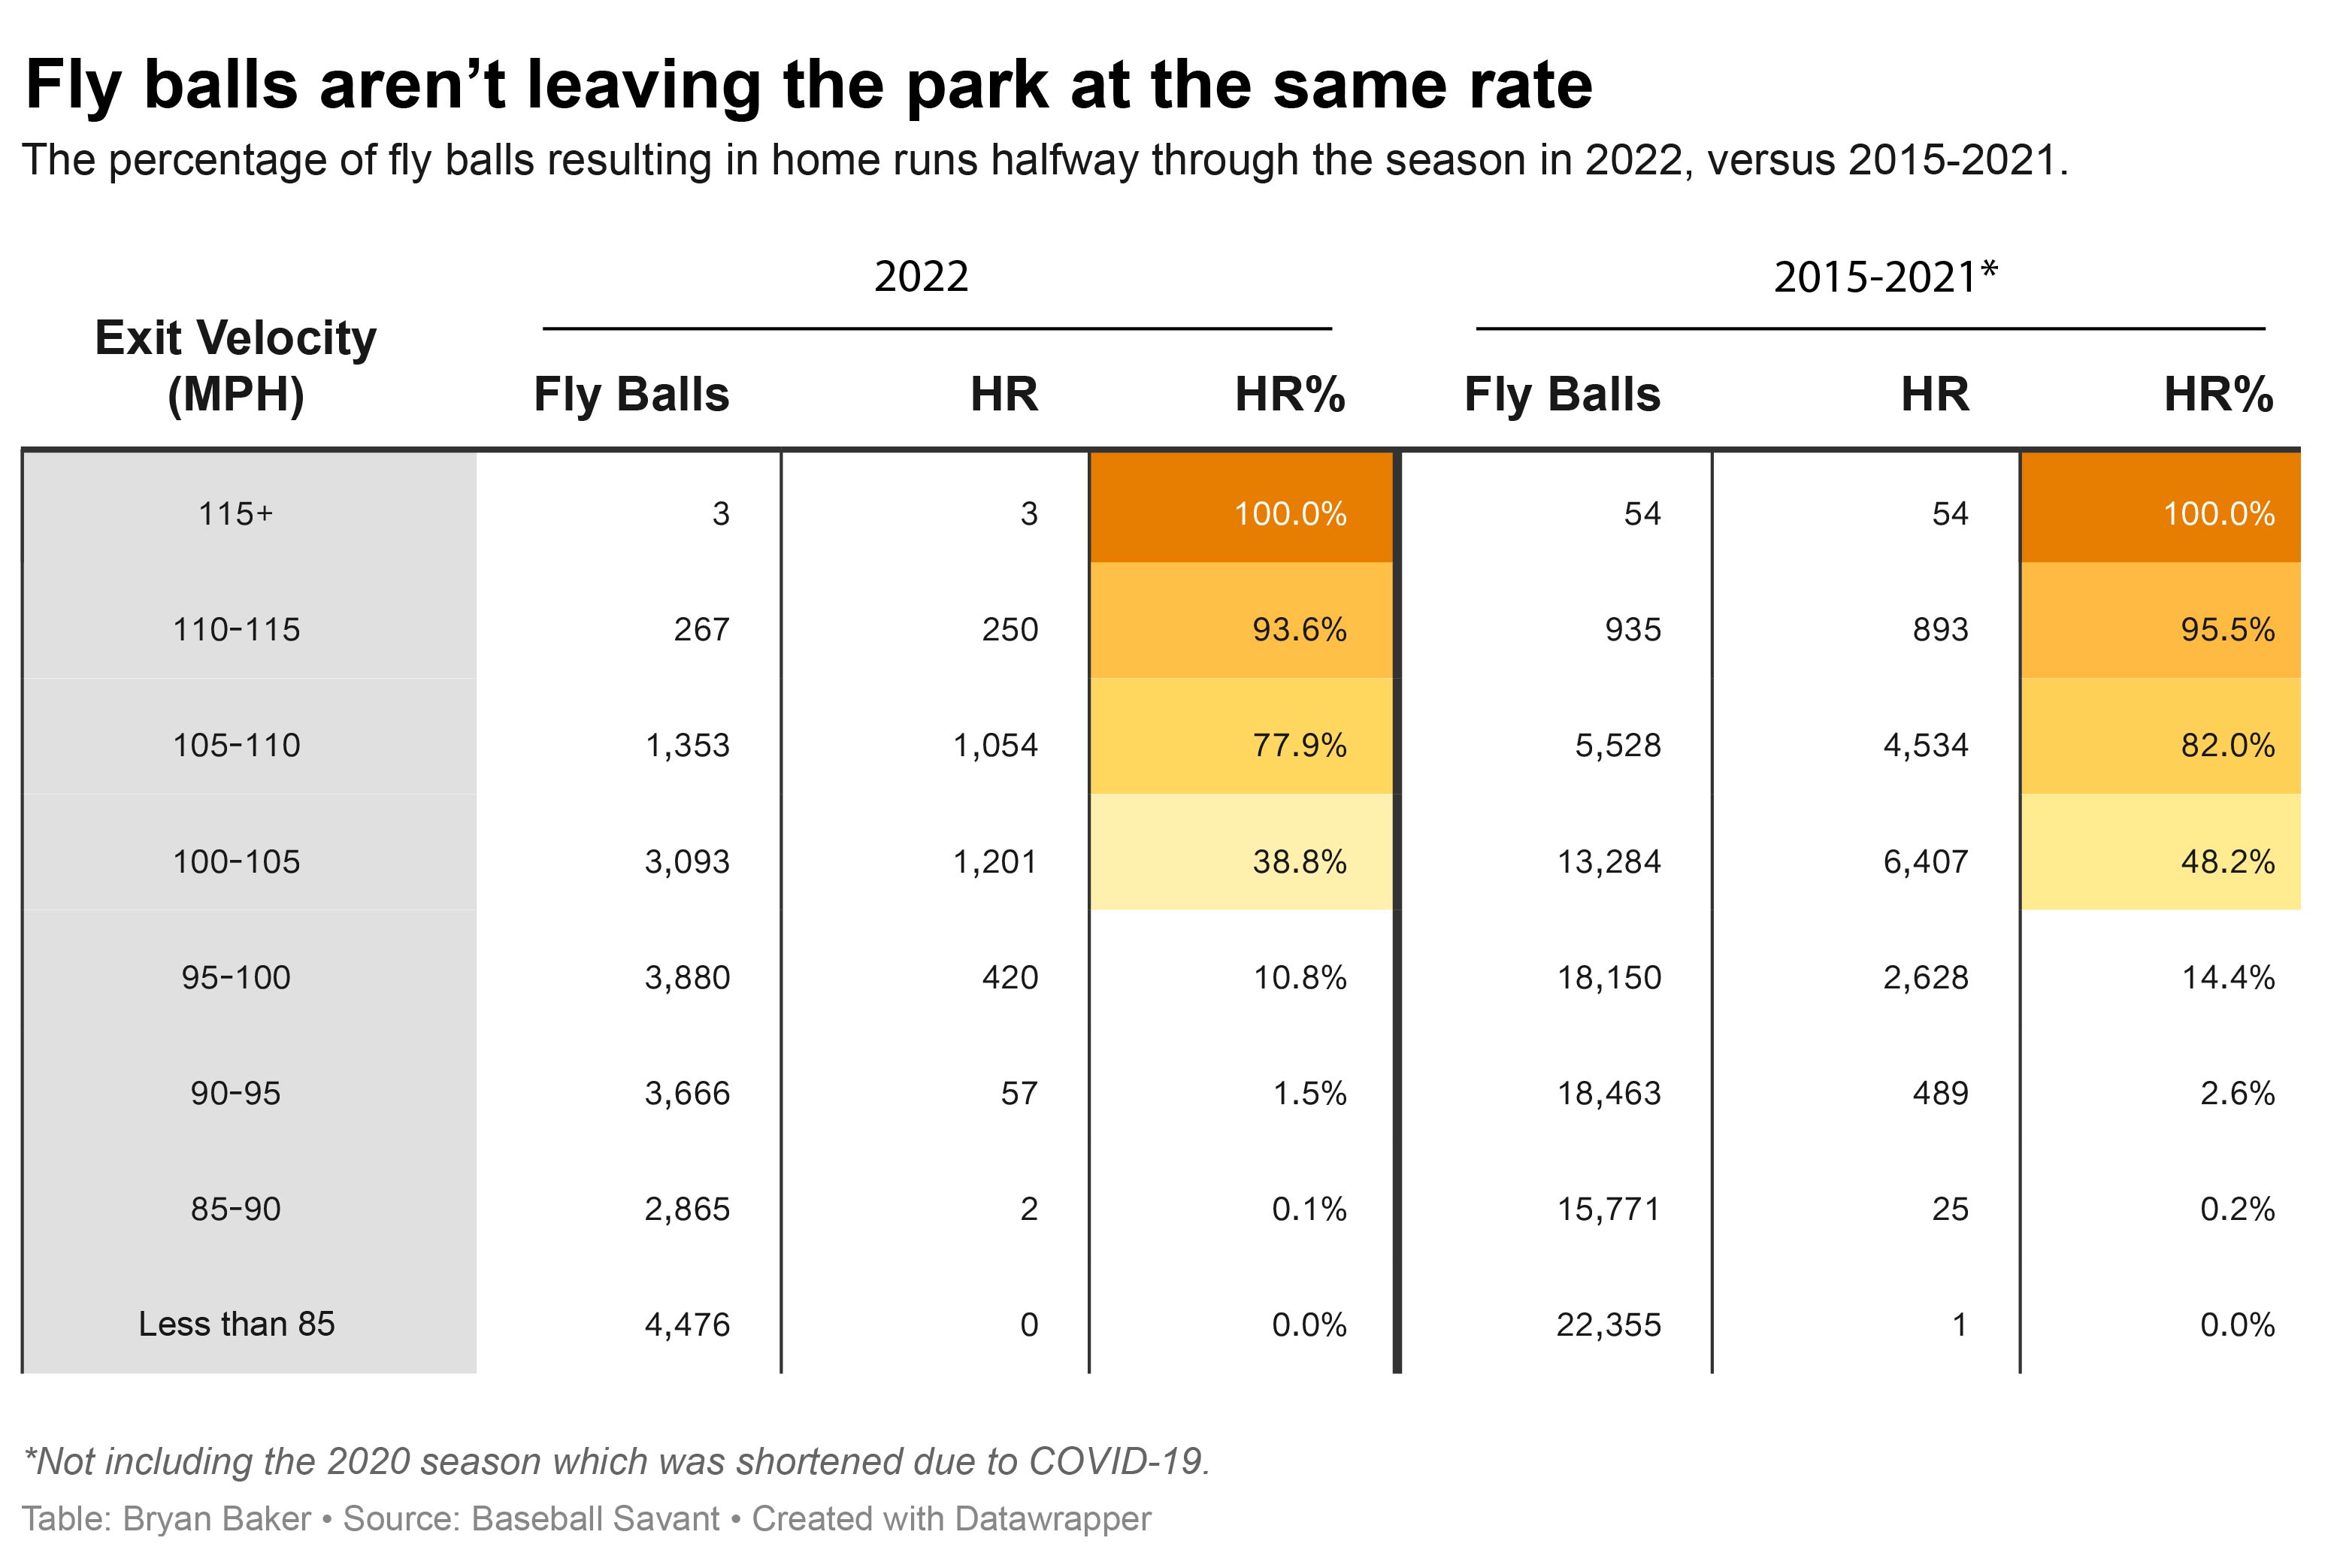 Fly balls aren’t leaving the park at the same rate
The percentage of fly balls resulting in home runs halfway through the season in 2022, versus 2015-2021.
2022 2015-2021*
Exit Velocity
(MPH) Fly Balls HR HR% Fly Balls HR HR%
115+ 3 3 100.0% 54 54 100.0%
110-115 267 250 93.6% 935 893 95.5%
105-110 1,353 1,054 77.9% 5,528 4,534 82.0%
100-105 3,093 1,201 38.8% 13,284 6,407 48.2%
95-100 3,880 420 10.8% 18,150 2,628 14.4%
90-95 3,666 57 1.5% 18,463 489 2.6%
85-90 2,865 2 0.1% 15,771 25 0.2%
Less than 85 4,476 0 0.0% 22,355 1 0.0%
*Not including the 2020 season which was shortened due to COVID-19.
Table: Bryan Baker • Source: Baseball Savant • Created with Datawrapper